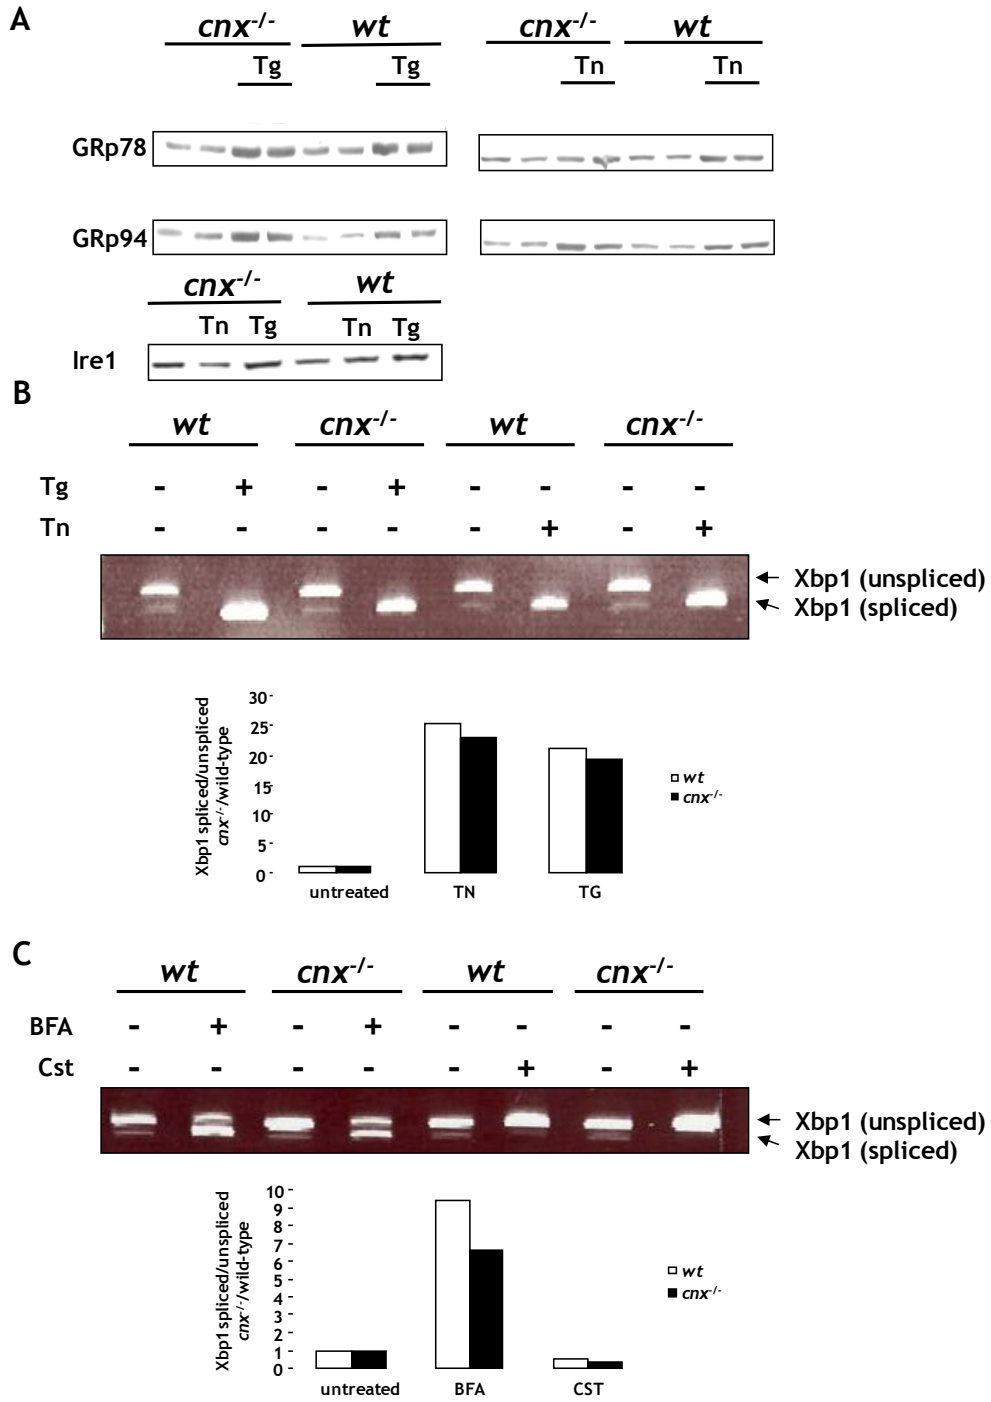 A
cnx-/- wt cnx-/- wt
Tg Tg Tn Tn
GRp78
GRp94
cnx-/- wt
Tn Tg Tn Tg
Ire1
B
wt cnx-/- wt cnx-/-
Tg - + - + - - - -
Tn - - - - - + - +
Xbp1 (unspliced)
Xbp1 (spliced)
Xbp1 spliced/unspliced
cnx-/-/wild-type
30
25
20
15
10
5
0
untreated TN TG
wt
cnx-/-
C
wt cnx-/- wt cnx-/-
BFA - + - + - - - -
Cst - - - - - + - +
Xbp1 (unspliced)
Xbp1 (spliced)
Xbp1 spliced/unspliced
cnx-/-/wild-type
10
9
8
7
6
5
4
3
2
1
0
untreated BFA CST
wt
cnx-/-